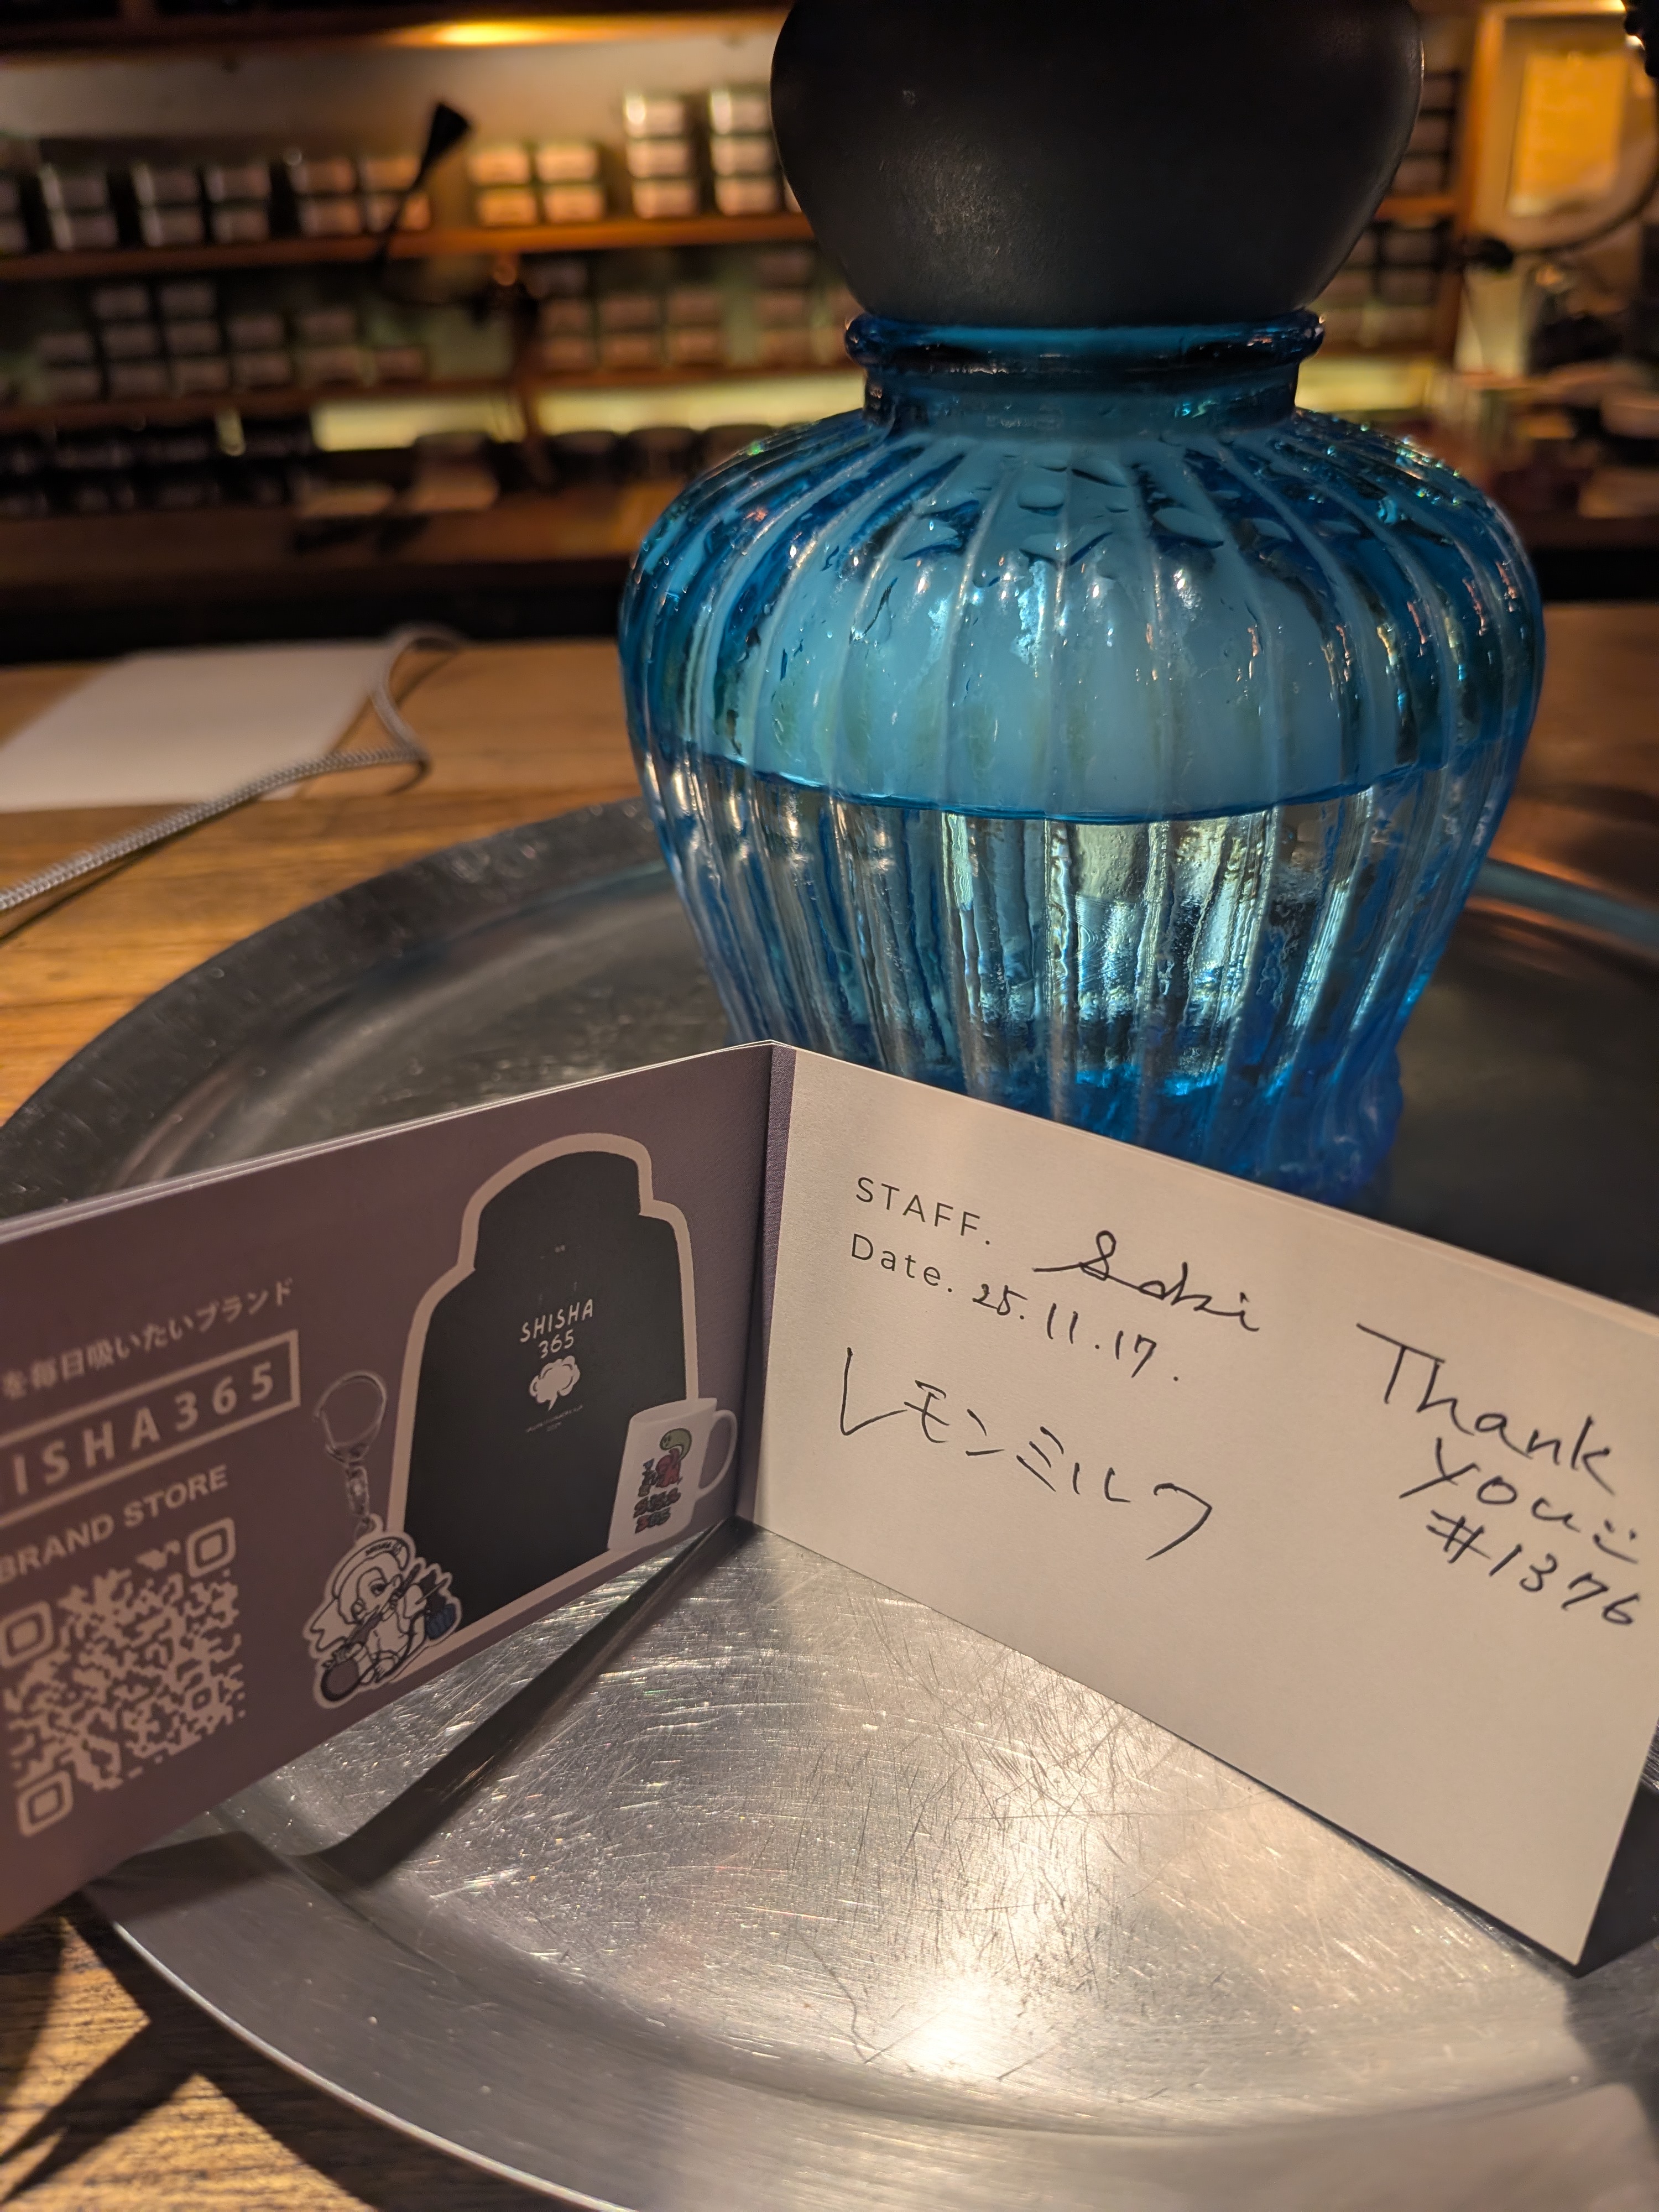 を毎日吸いたいブランド
ISHA365
BRAND STORE
SHISHA
365
STAFF. Saki
Date. 25.11.17.
レモンミルク
Thank
you
#1376